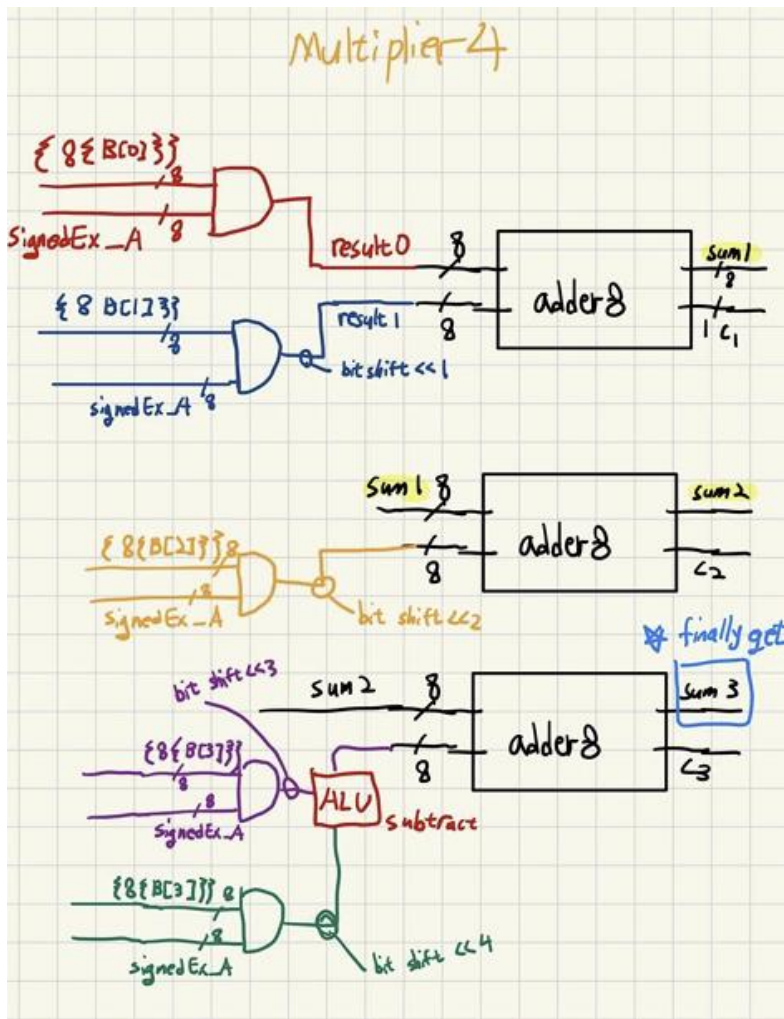 Multiplier-4
{ 8{ B[0]}}
8
SignedEx_A
8
result0
8
8
adder8
sum1
8
1
C1
{ 8 B[1]}}
8
result1
bit shift <<1
signedEx_A
8
sum1
8
8
adder8
sum2
C2
{ 8{B[2]}}
8
8
signedEx_A
bit shift <<2
finally get
bit shift <<3
sum2
8
8
adder8
sum 3
C3
{8{B[3]}}
8
8
signedEx_A
ALU
subtract
{8{B[3]}}
8
8
signedEx_A
bit shift <<4